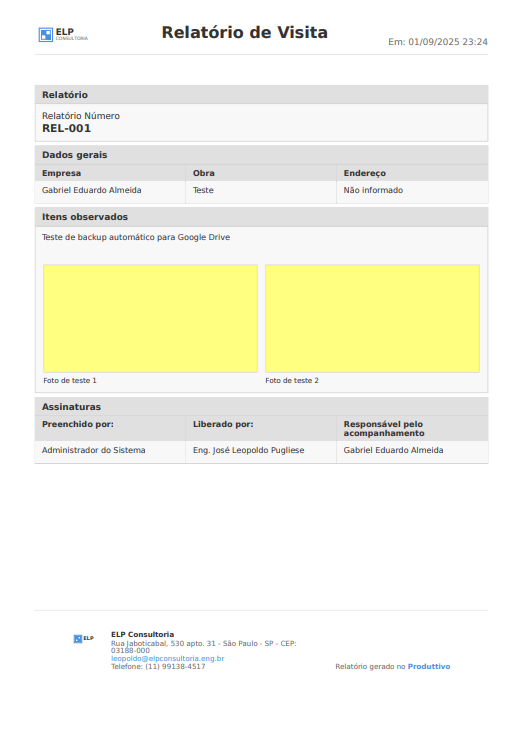 ELP
CONSULTORIA
Relatório de Visita
Em: 01/09/2025 23:24
Relatório
Relatório Número
REL-001
Dados gerais
Empresa Obra Endereço
Gabriel Eduardo Almeida Teste Não informado
Itens observados
Teste de backup automático para Google Drive
Foto de teste 1 Foto de teste 2
Assinaturas
Preenchido por: Liberado por: Responsável pelo
acompanhamento
Administrador do Sistema Eng. José Leopoldo Pugliese Gabriel Eduardo Almeida
ELP
ELP Consultoria
Rua Jaboticabal, 530 apto. 31 - São Paulo - SP - CEP:
03188-000
leopoldo@elpconsultoria.eng.br
Telefone: (11) 99138-4517
Relatório gerado no Produttivo